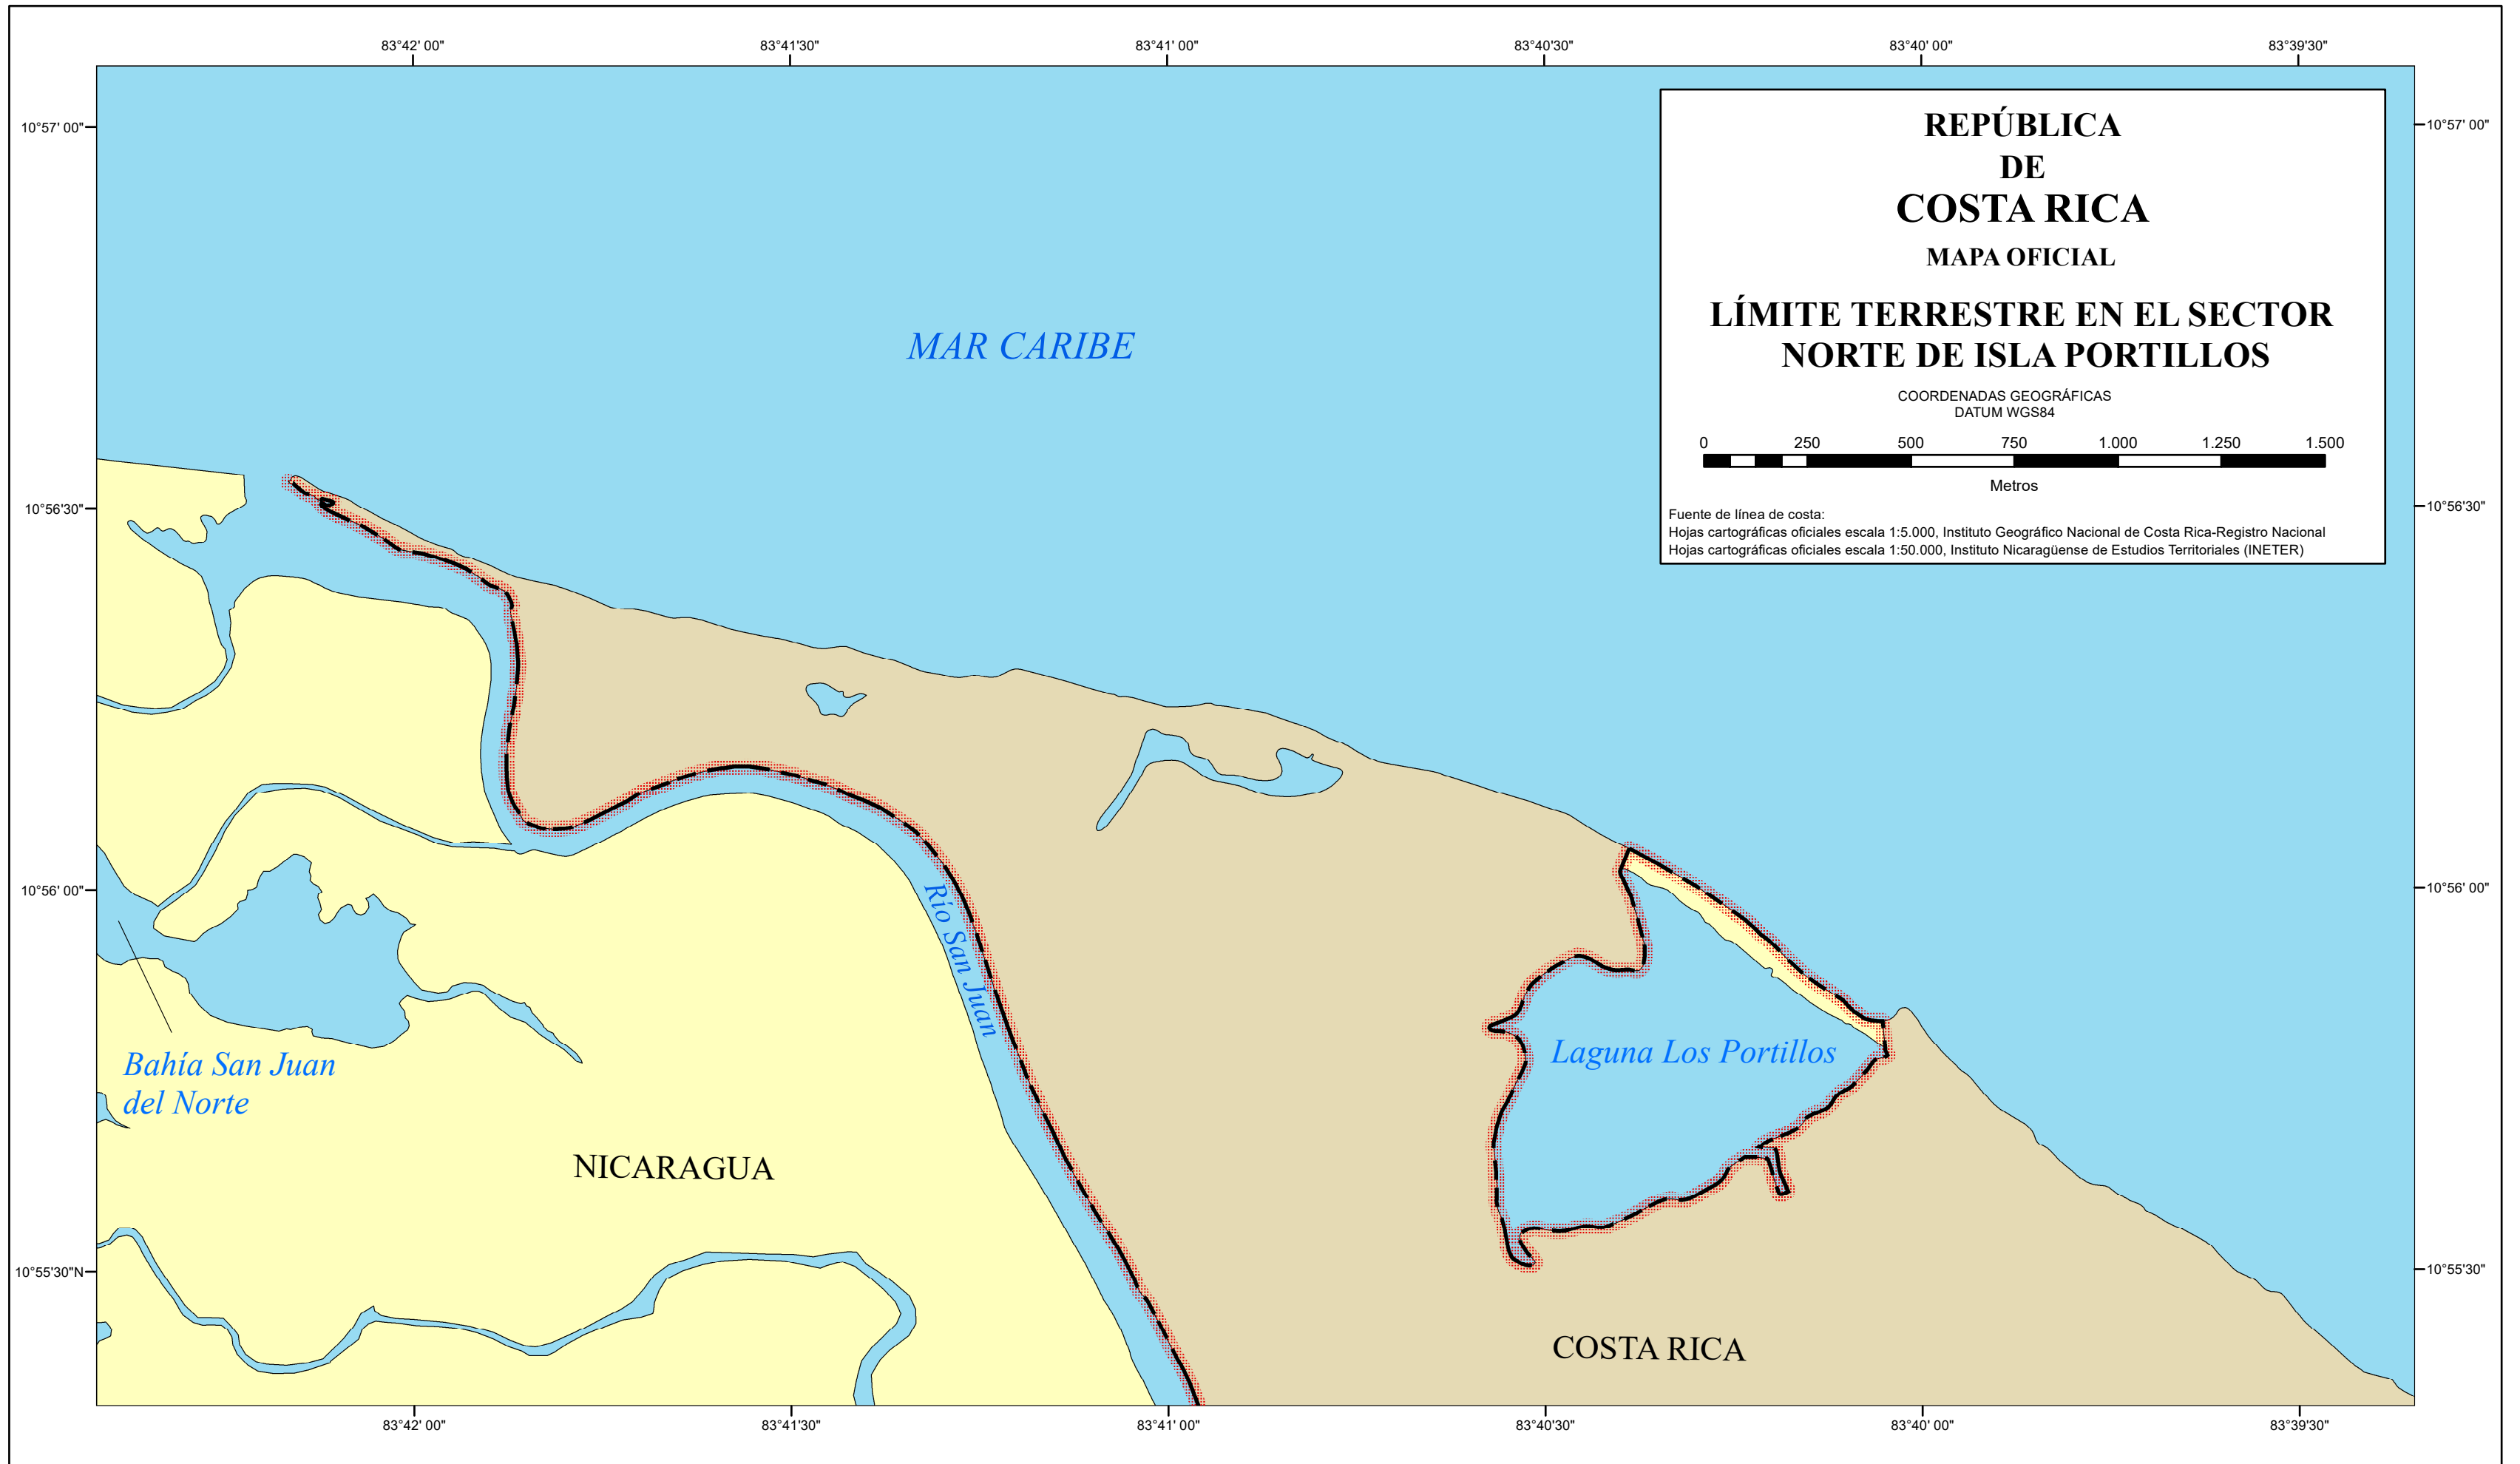 83°42' 00"
83°41'30"
83°41' 00"
83°40'30"
83°40' 00"
83°39'30"
10°57' 00"
10°57' 00"
REPÚBLICA
DE
COSTA RICA
MAPA OFICIAL
LÍMITE TERRESTRE EN EL SECTOR
NORTE DE ISLA PORTILLOS
COORDENADAS GEOGRÁFICAS
DATUM WGS84
0 250 500 750 1.000 1.250 1.500
Metros
Fuente de línea de costa:
Hojas cartográficas oficiales escala 1:5.000, Instituto Geográfico Nacional de Costa Rica-Registro Nacional
Hojas cartográficas oficiales escala 1:50.000, Instituto Nicaragüense de Estudios Territoriales (INETER)
MAR CARIBE
10°56'30"
10°56'30"
10°56' 00"
10°56' 00"
Río San Juan
Laguna Los Portillos
Bahía San Juan
del Norte
NICARAGUA
10°55'30"N
10°55'30"
COSTA RICA
83°42' 00"
83°41'30"
83°41' 00"
83°40'30"
83°40' 00"
83°39'30"